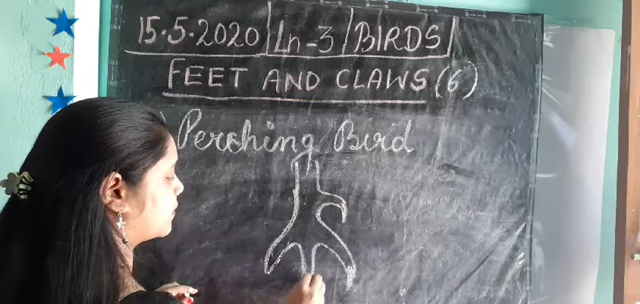 15.5.2020 Ln-3 BIRDS
FEET AND CLAWS (6)
Perching Bird